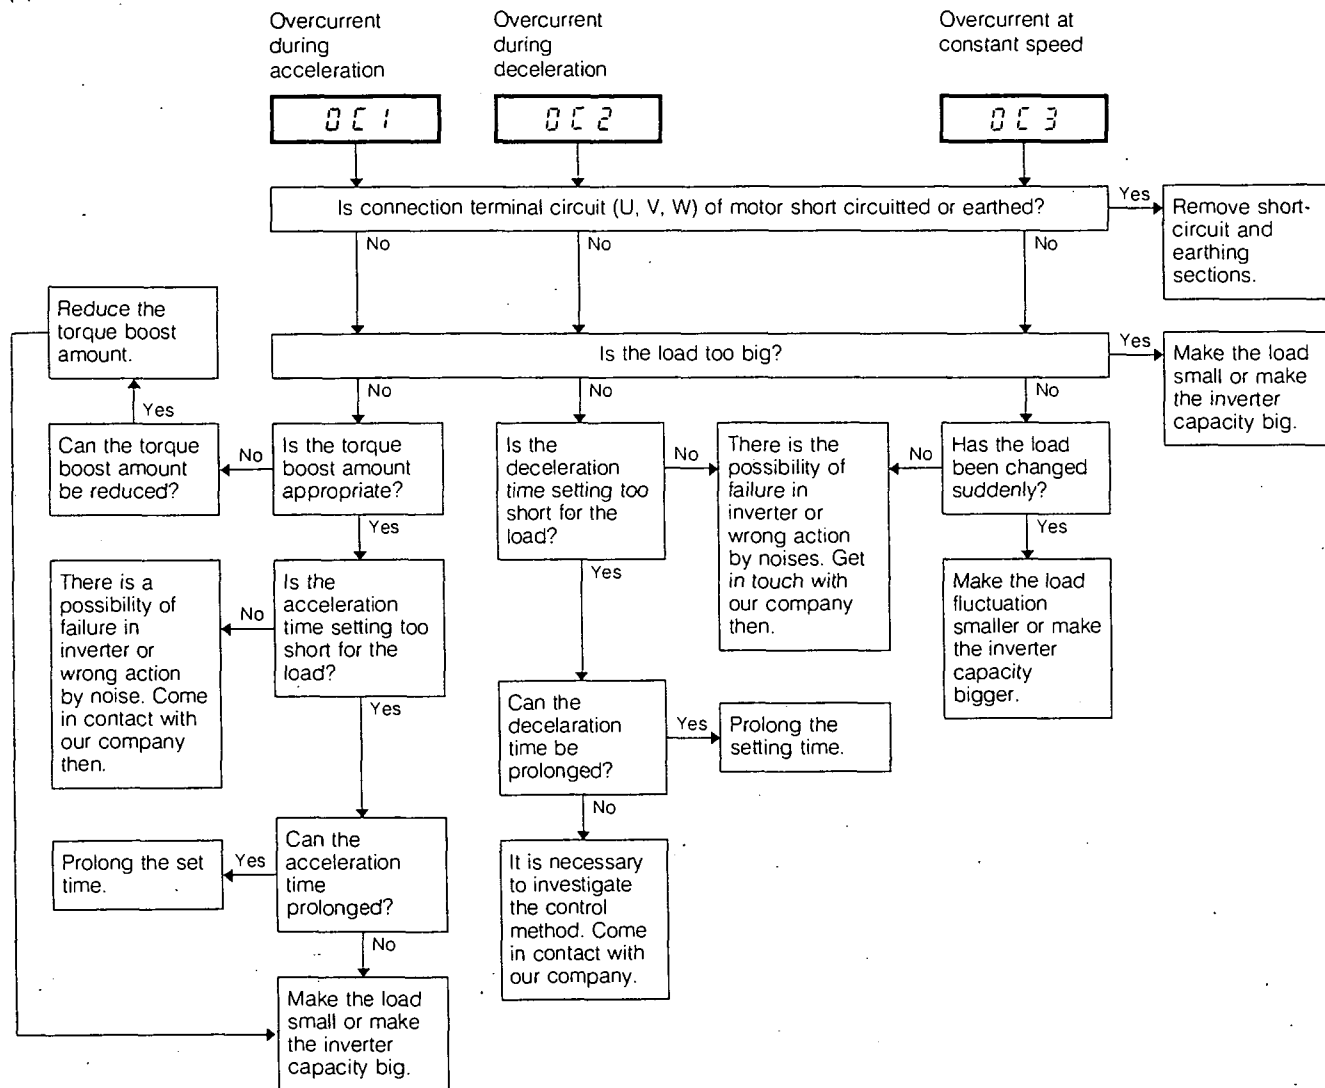 Overcurrent
during
acceleration
Overcurrent
during
deceleration
Overcurrent at
constant speed
OC1
OC2
OC3
Is connection terminal circuit (U, V, W) of motor short circuitted or earthed?
Yes
Remove short-
circuit and
earthing
sections.
No
No
No
Reduce the
torque boost
amount.
Is the load too big?
Yes
Make the load
small or make
the inverter
capacity big.
Yes
No
No
No
Can the torque
boost amount
be reduced?
No
Is the torque
boost amount
appropriate?
Is the
deceleration
time setting too
short for the
load?
No
There is the
possibility of
failure in
inverter or
wrong action
by noises. Get
in touch with
our company
then.
No
Has the load
been changed
suddenly?
Yes
Yes
Yes
There is a
possibility of
failure in
inverter or
wrong action
by noise. Come
in contact with
our company
then.
No
Is the
acceleration
time setting too
short for the
load?
Make the load
fluctuation
smaller or make
the inverter
capacity
bigger.
Yes
Can the
decelaration
time be
prolonged?
Yes
Prolong the
setting time.
No
Prolong the set
time.
Yes
Can the
acceleration
time
prolonged?
It is necessary
to investigate
the control
method. Come
in contact with
our company.
No
Make the load
small or make
the inverter
capacity big.